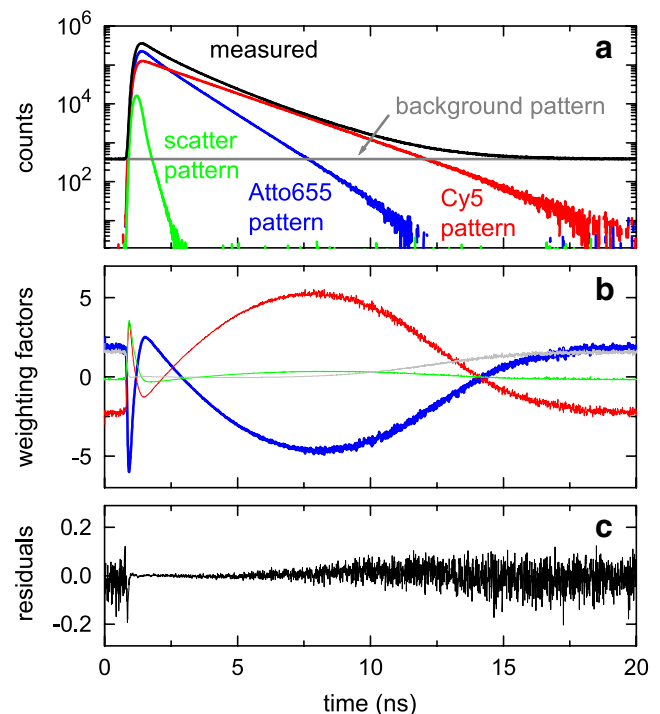 10^6
10^4
10^2
counts
measured
a
background pattern
scatter
pattern
Atto655
pattern
Cy5
pattern
5
0
-5
weighting factors
b
0.2
0.0
-0.2
residuals
c
0
5
10
15
20
time (ns)